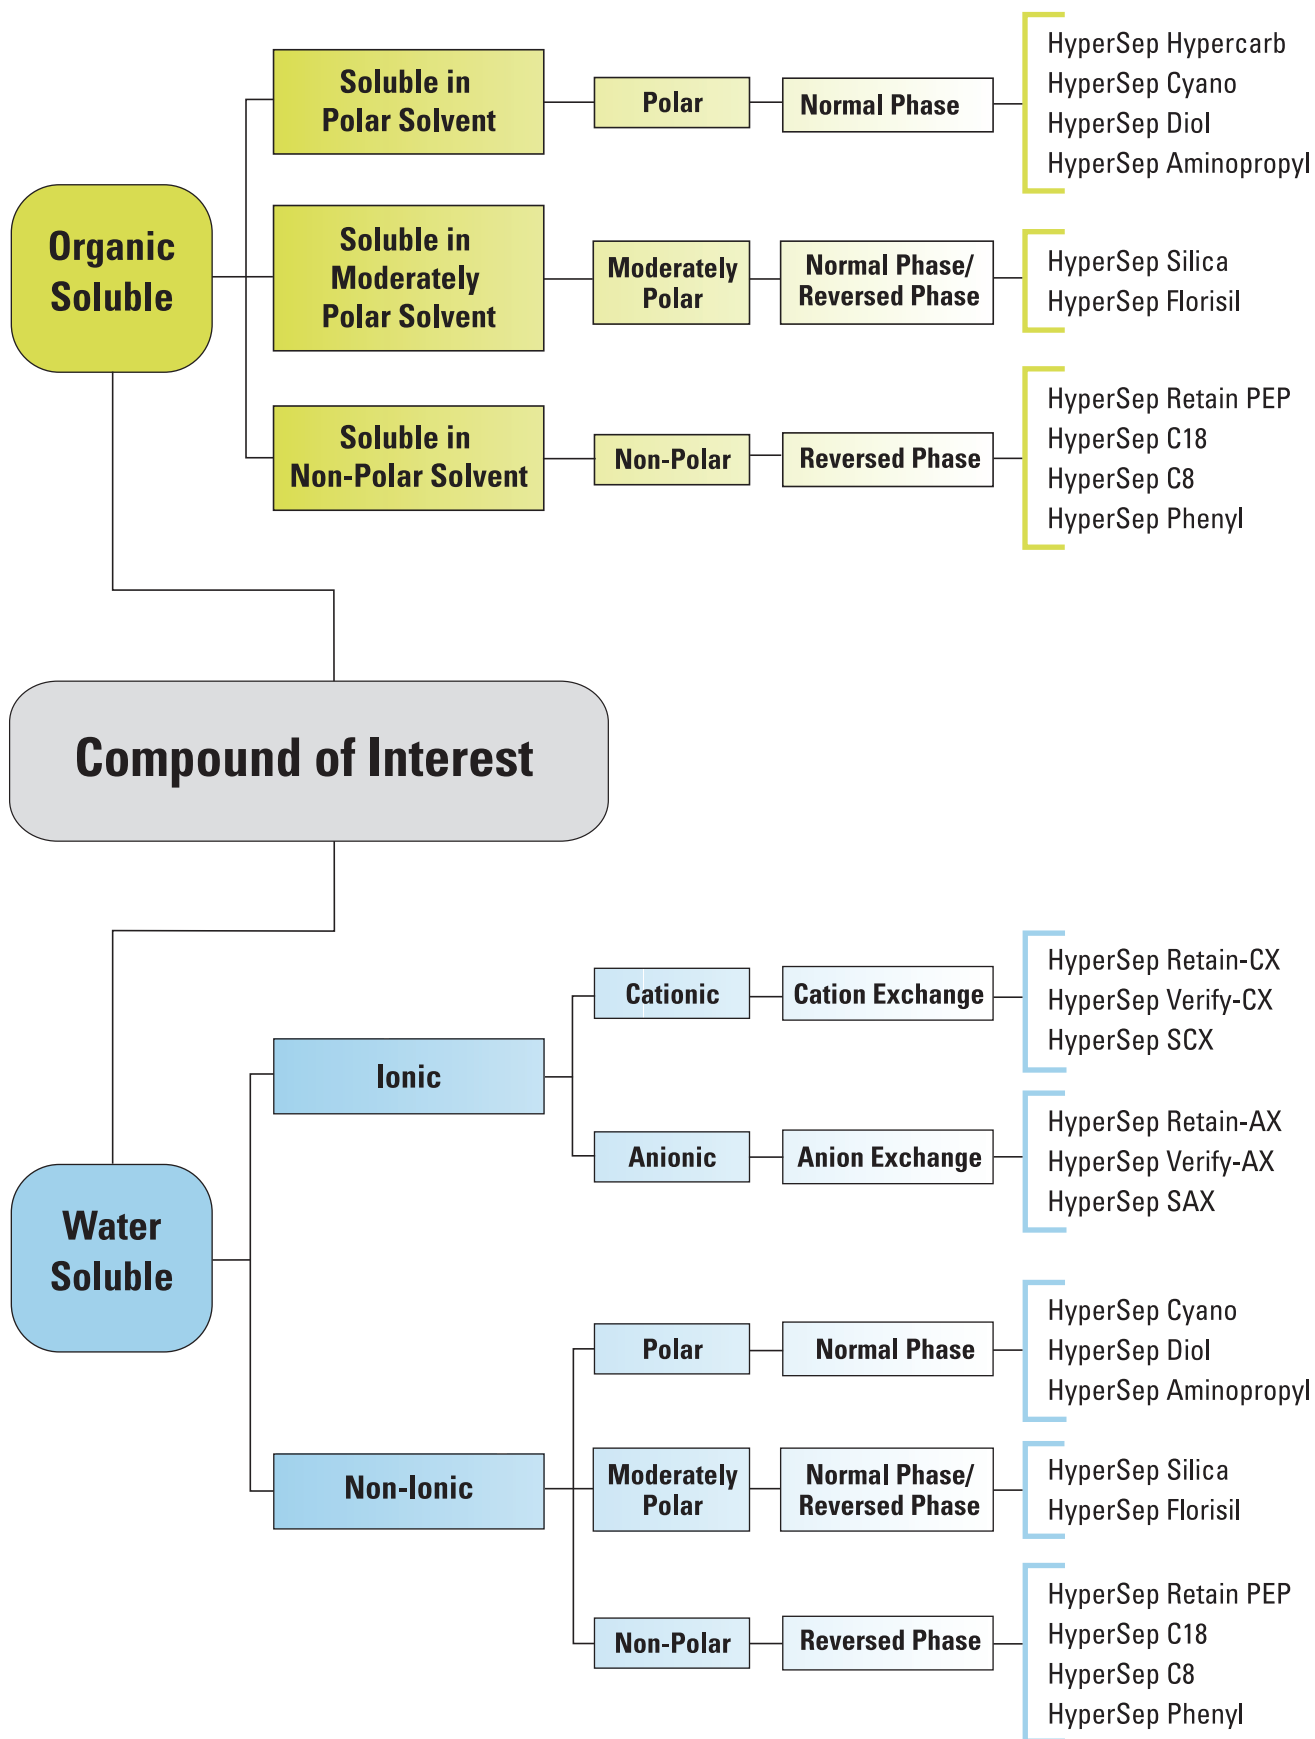 Soluble in
Polar Solvent
Polar
Normal Phase
HyperSep Hypercarb
HyperSep Cyano
HyperSep Diol
HyperSep Aminopropyl
Organic
Soluble
Soluble in
Moderately
Polar Solvent
Moderately
Polar
Normal Phase/
Reversed Phase
HyperSep Silica
HyperSep Florisil
Soluble in
Non-Polar Solvent
Non-Polar
Reversed Phase
HyperSep Retain PEP
HyperSep C18
HyperSep C8
HyperSep Phenyl
Compound of Interest
Water
Soluble
Ionic
Cationic
Cation Exchange
HyperSep Retain-CX
HyperSep Verify-CX
HyperSep SCX
Anionic
Anion Exchange
HyperSep Retain-AX
HyperSep Verify-AX
HyperSep SAX
Non-Ionic
Polar
Normal Phase
HyperSep Cyano
HyperSep Diol
HyperSep Aminopropyl
Moderately
Polar
Normal Phase/
Reversed Phase
HyperSep Silica
HyperSep Florisil
Non-Polar
Reversed Phase
HyperSep Retain PEP
HyperSep C18
HyperSep C8
HyperSep Phenyl